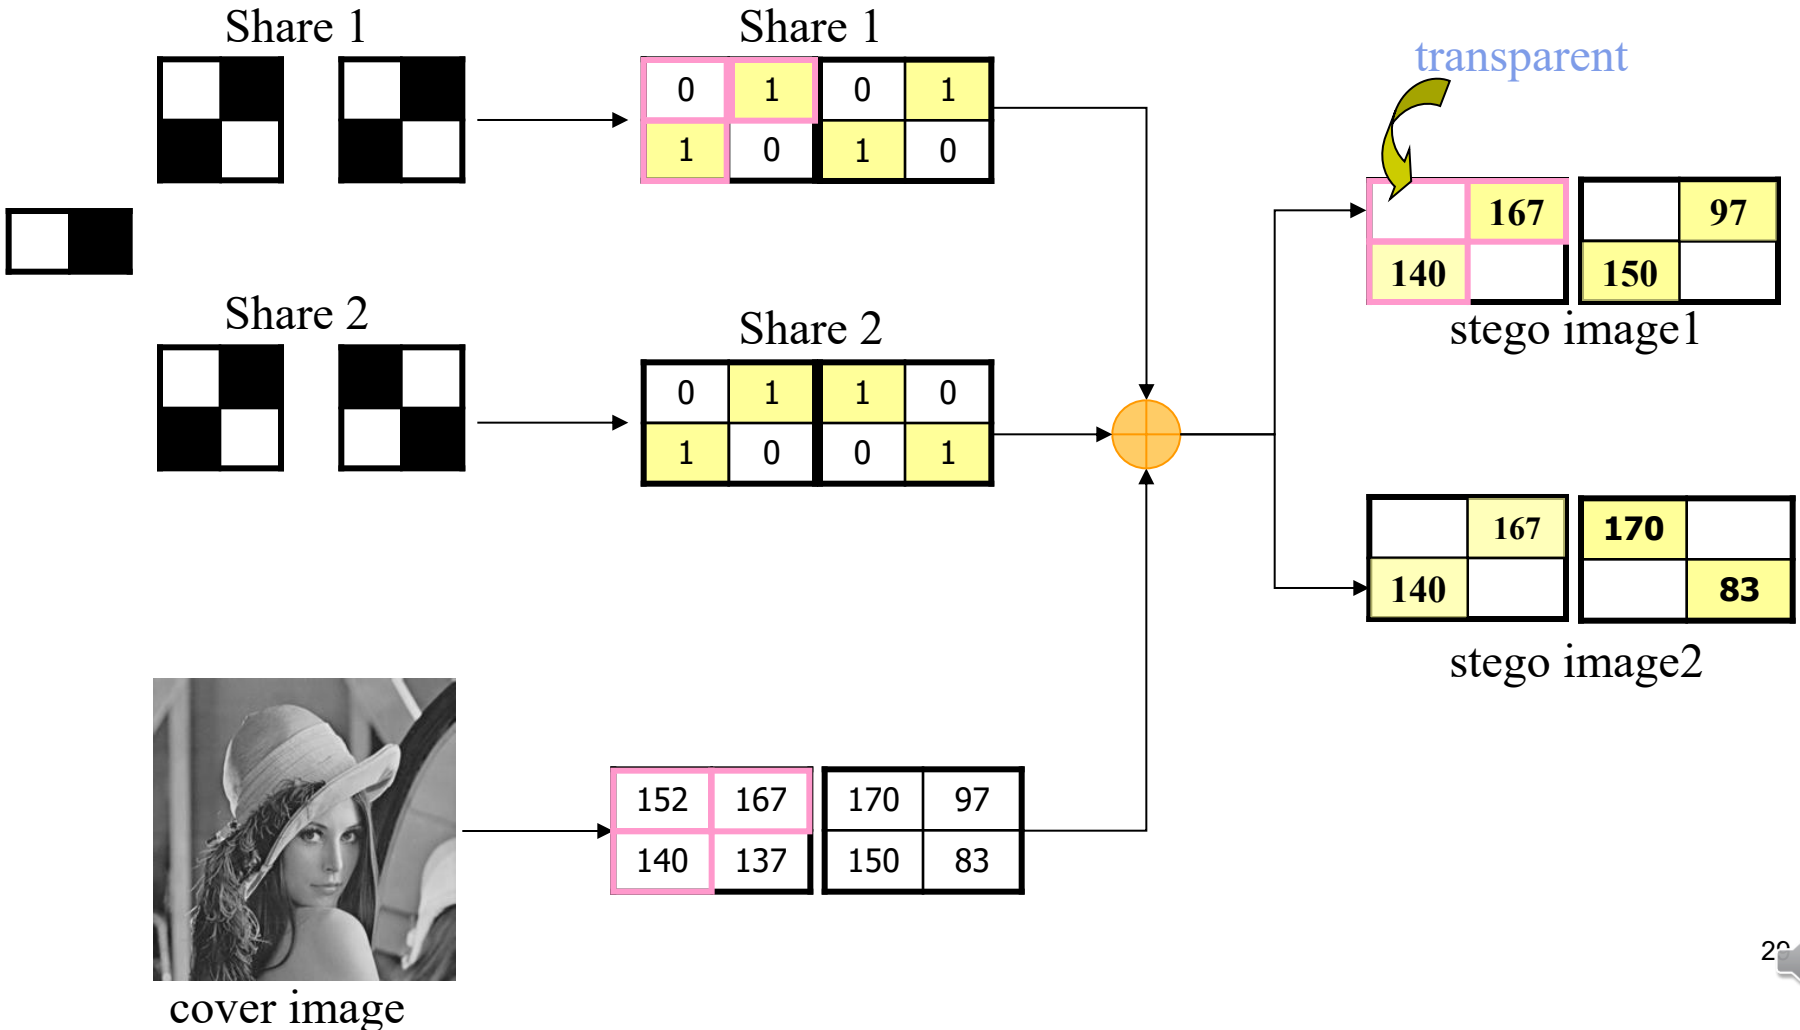 Share 1
Share 1
transparent
0 1 0 1
1 0 1 0
167 97
140 150
stego image1
Share 2
Share 2
0 1 1 0
1 0 0 1
167 170
140 83
stego image2
152 167 170 97
140 137 150 83
cover image